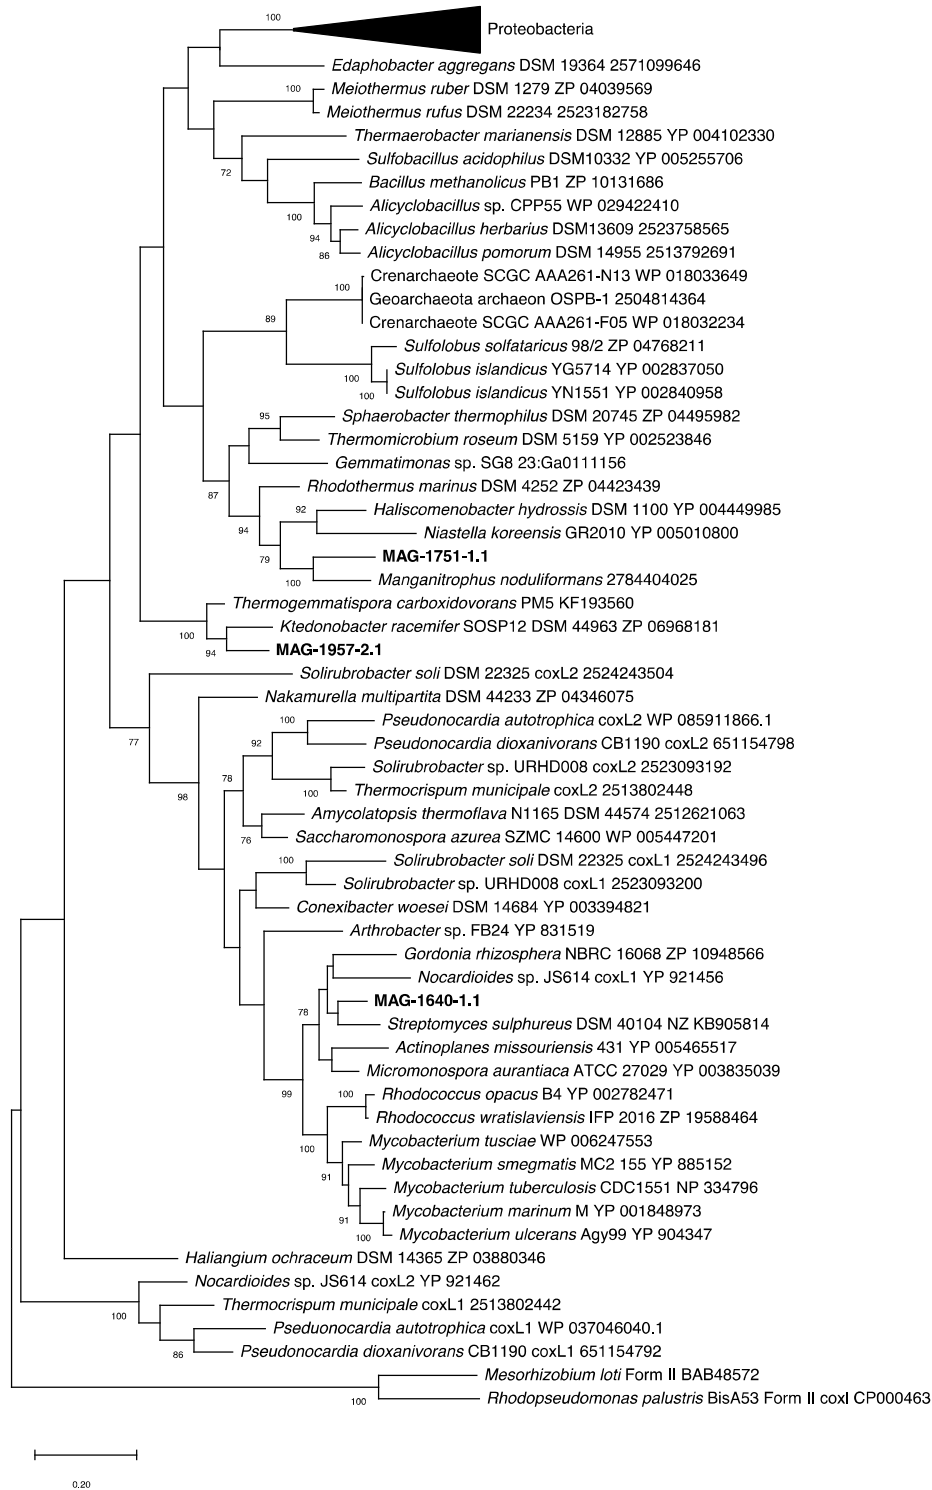 100
Proteobacteria
Edaphobacter aggregans DSM 19364 2571099646
100
Meiothermus ruber DSM 1279 ZP 04039569
Meiothermus rufus DSM 22234 2523182758
Thermaerobacter marianensis DSM 12885 YP 004102330
72
Sulfobacillus acidophilus DSM10332 YP 005255706
Bacillus methanolicus PB1 ZP 10131686
100
Alicyclobacillus sp. CPP55 WP 029422410
94
Alicyclobacillus herbarius DSM13609 2523758565
86
Alicyclobacillus pomorum DSM 14955 2513792691
Crenarchaeote SCGC AAA261-N13 WP 018033649
100
Geoarchaeota archaeon OSPB-1 2504814364
89
Crenarchaeote SCGC AAA261-F05 WP 018032234
Sulfolobus solfataricus 98/2 ZP 04768211
100
Sulfolobus islandicus YG5714 YP 002837050
100
Sulfolobus islandicus YN1551 YP 002840958
95
Sphaerobacter thermophilus DSM 20745 ZP 04495982
Thermomicrobium roseum DSM 5159 YP 002523846
Gemmatimonas sp. SG8 23:Ga0111156
87
Rhodothermus marinus DSM 4252 ZP 04423439
94
92
Haliscomenobacter hydrossis DSM 1100 YP 004449985
Niastella koreensis GR2010 YP 005010800
79
MAG-1751-1.1
100
Manganitrophus noduliformans 2784404025
Thermogemmatispora carboxidovorans PM5 KF193560
100
Ktedonobacter racemifer SOSP12 DSM 44963 ZP 06968181
94
MAG-1957-2.1
Solirubrobacter soli DSM 22325 coxL2 2524243504
77
Nakamurella multipartita DSM 44233 ZP 04346075
98
100
Pseudonocardia autotrophica coxL2 WP 085911866.1
92
Pseudonocardia dioxanivorans CB1190 coxL2 651154798
78
Solirubrobacter sp. URHD008 coxL2 2523093192
100
Thermocrispum municipale coxL2 2513802448
Amycolatopsis thermoflava N1165 DSM 44574 2512621063
76
Saccharomonospora azurea SZMC 14600 WP 005447201
100
Solirubrobacter soli DSM 22325 coxL1 2524243496
Solirubrobacter sp. URHD008 coxL1 2523093200
Conexibacter woesei DSM 14684 YP 003394821
Arthrobacter sp. FB24 YP 831519
Gordonia rhizosphera NBRC 16068 ZP 10948566
Nocardioides sp. JS614 coxL1 YP 921456
MAG-1640-1.1
78
Streptomyces sulphureus DSM 40104 NZ KB905814
Actinoplanes missouriensis 431 YP 005465517
Micromonospora aurantiaca ATCC 27029 YP 003835039
99
100
Rhodococcus opacus B4 YP 002782471
Rhodococcus wratislaviensis IFP 2016 ZP 19588464
100
Mycobacterium tusciae WP 006247553
91
Mycobacterium smegmatis MC2 155 YP 885152
Mycobacterium tuberculosis CDC1551 NP 334796
91
Mycobacterium marinum M YP 001848973
100
Mycobacterium ulcerans Agy99 YP 904347
Haliangium ochraceum DSM 14365 ZP 03880346
Nocardioides sp. JS614 coxL2 YP 921462
100
Thermocrispum municipale coxL1 2513802442
Pseduonocardia autotrophica coxL1 WP 037046040.1
86
Pseudonocardia dioxanivorans CB1190 coxL1 651154792
Mesorhizobium loti Form II BAB48572
100
Rhodopseudomonas palustris BisA53 Form II coxI CP000463
0.20